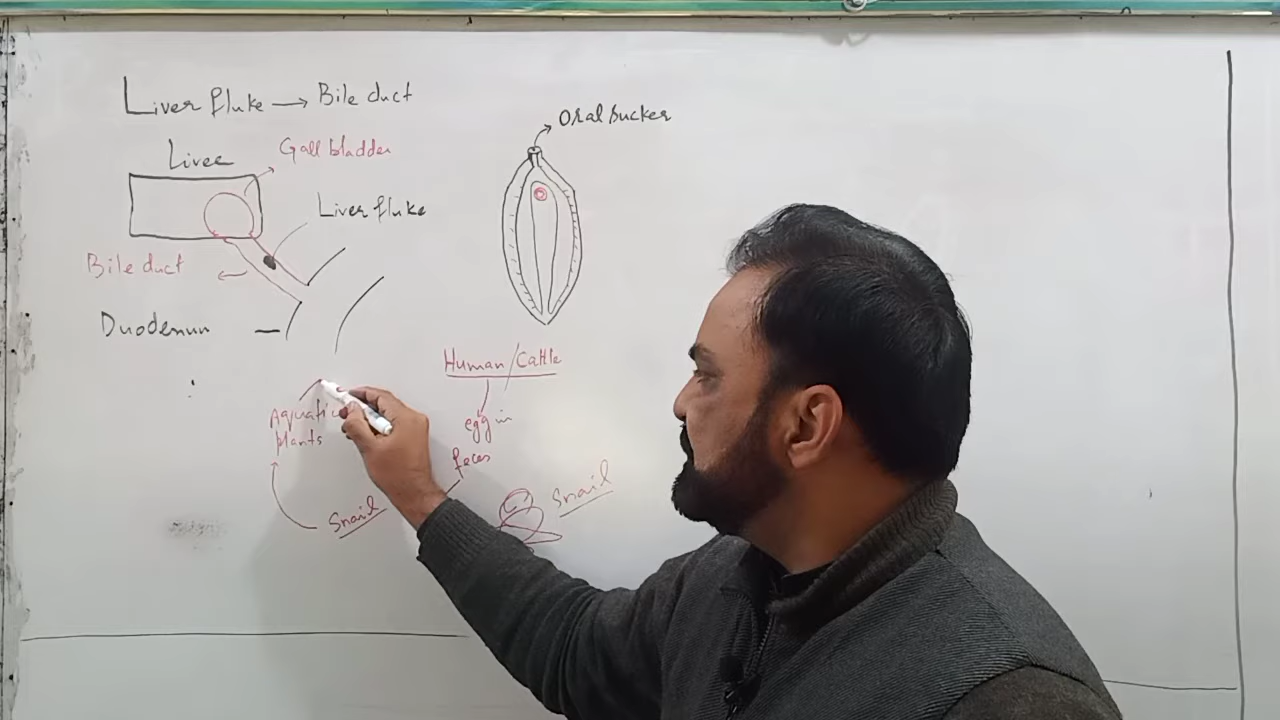 Liver fluke → Bile duct
Oral sucker
Liver
Gall bladder
Liver fluke
Bile duct
Duodenum
Human/Cattle
egg in
feces
Aquatic
plants
Snail
Snail